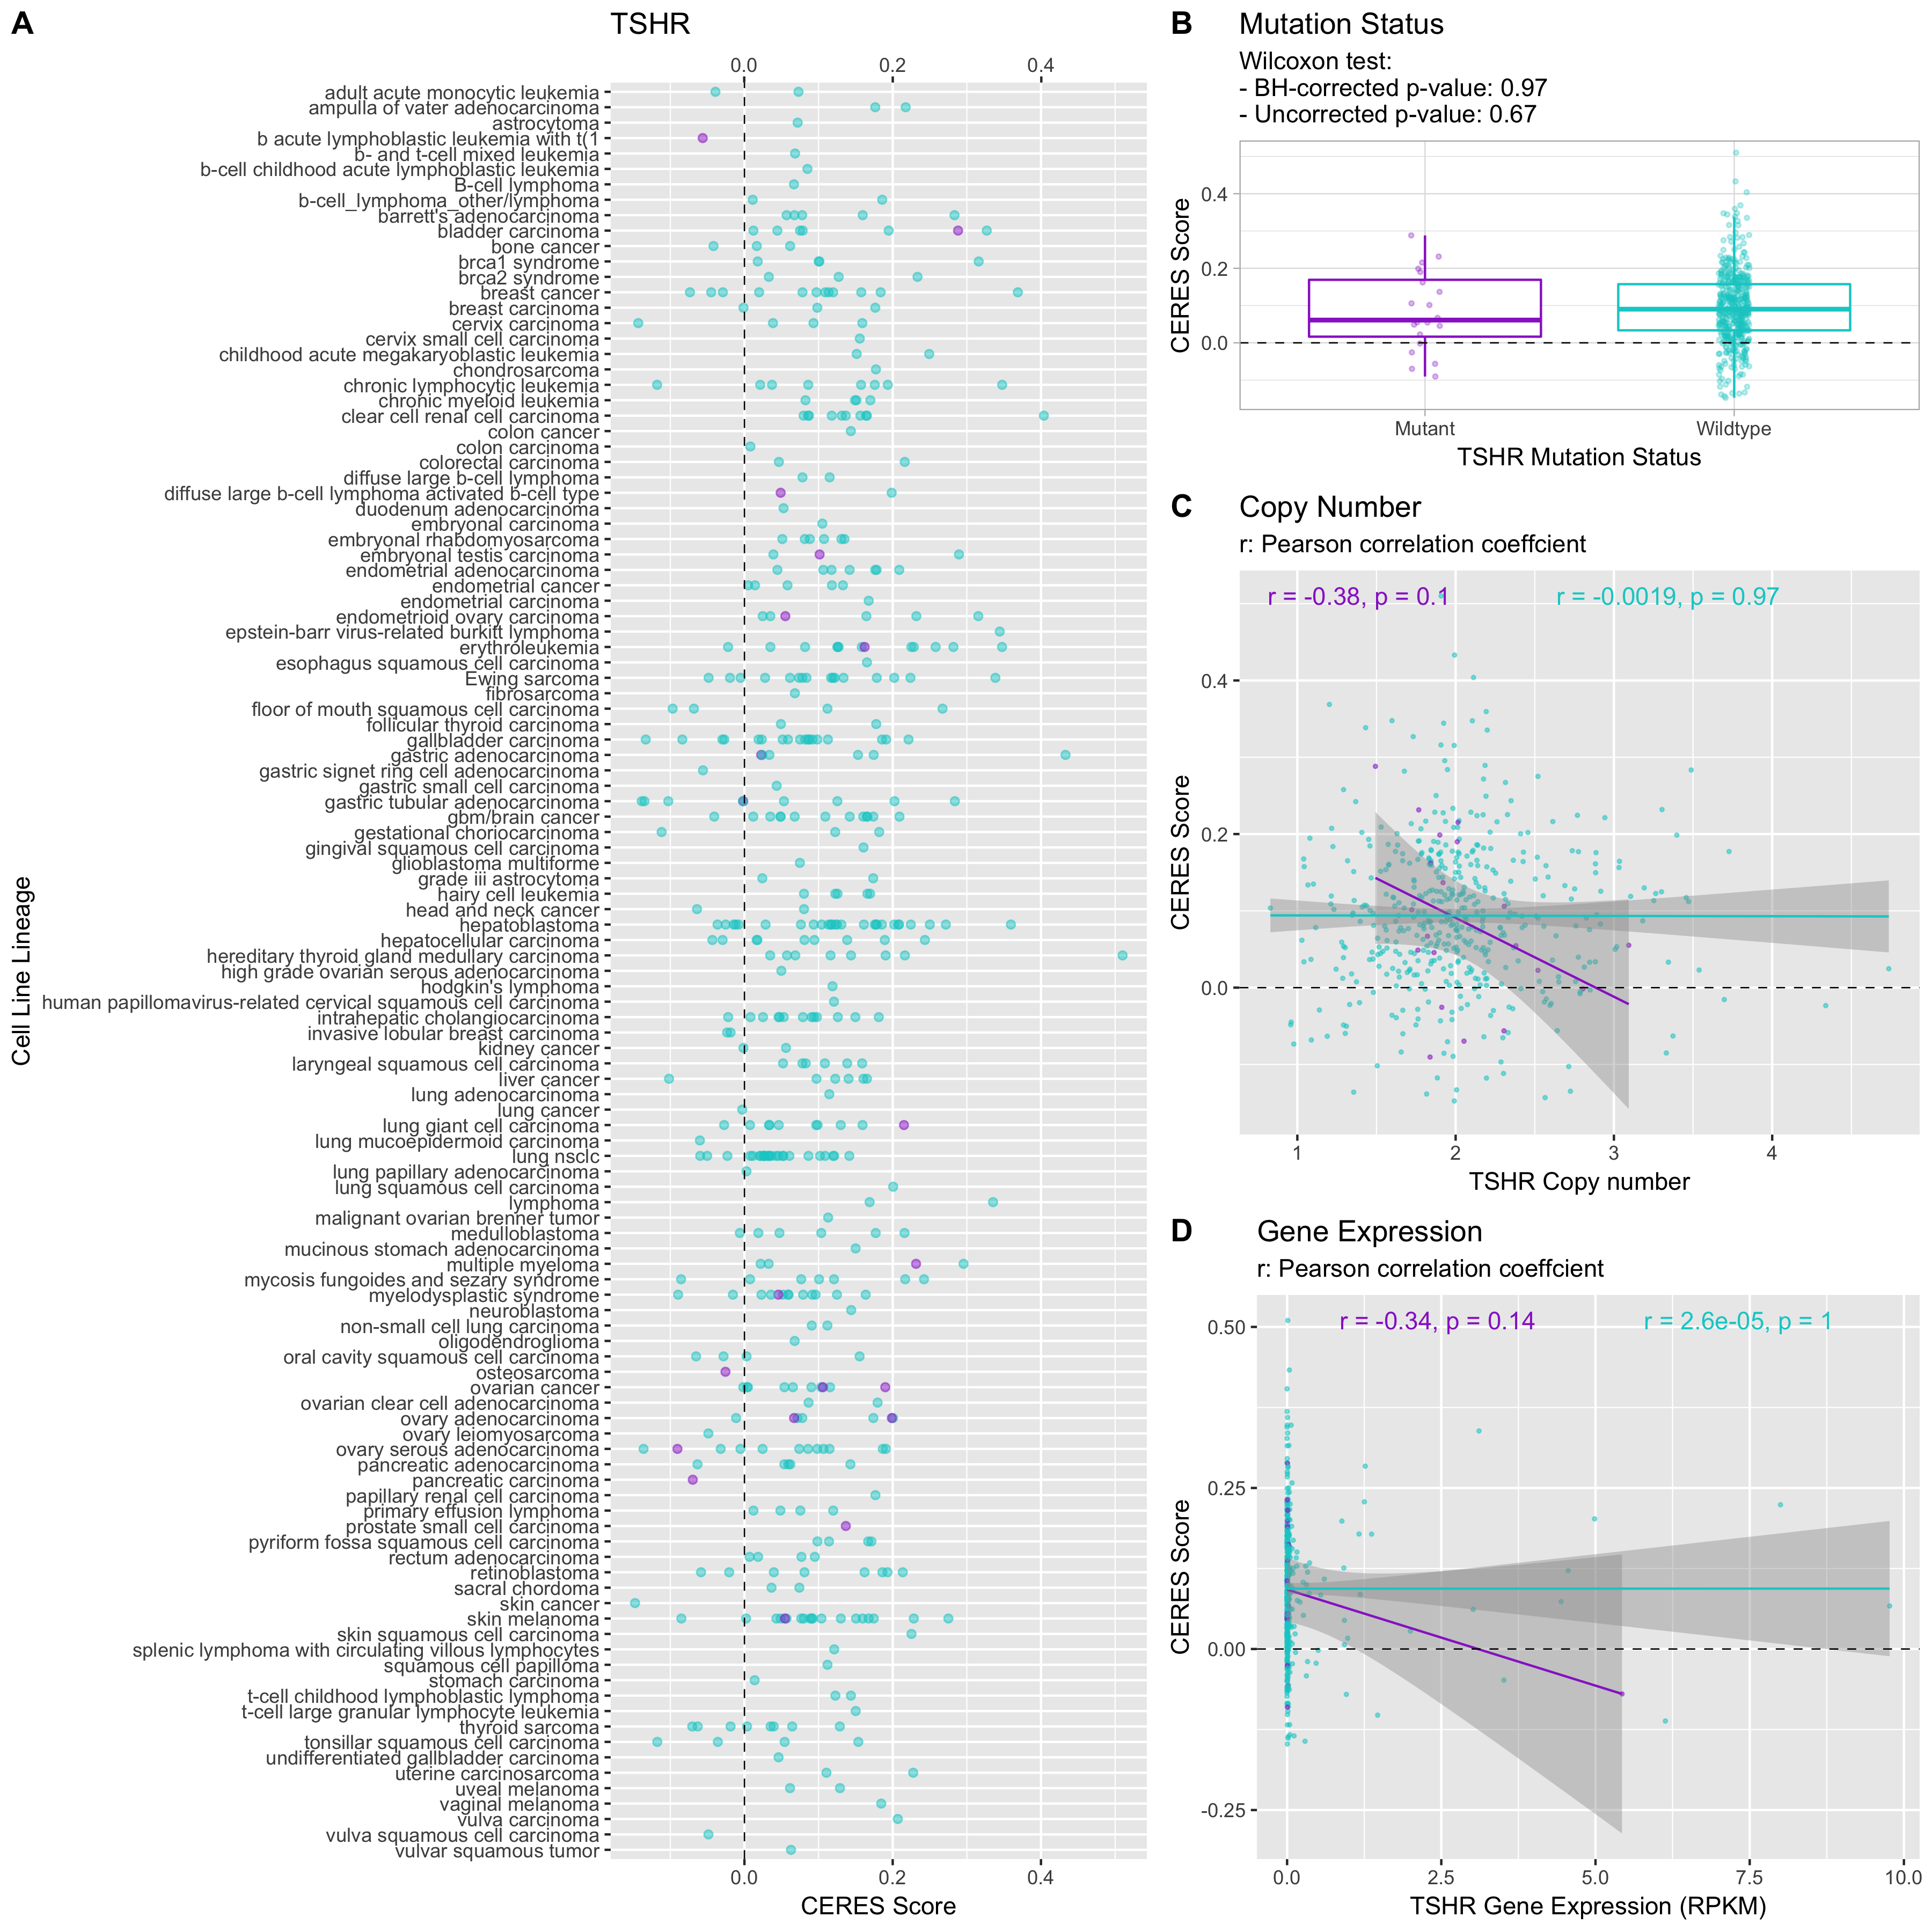 A
TSHR
0.0 0.2 0.4
Cell Line Lineage
adult acute monocytic leukemia
ampulla of vater adenocarcinoma
astrocytoma
b acute lymphoblastic leukemia with t(1
b- and t-cell mixed leukemia
b-cell childhood acute lymphoblastic leukemia
B-cell lymphoma
b-cell_lymphoma_other/lymphoma
barrett's adenocarcinoma
bladder carcinoma
bone cancer
brca1 syndrome
brca2 syndrome
breast cancer
breast carcinoma
cervix carcinoma
cervix small cell carcinoma
childhood acute megakaryoblastic leukemia
chondrosarcoma
chronic lymphocytic leukemia
chronic myeloid leukemia
clear cell renal cell carcinoma
colon cancer
colon carcinoma
colorectal carcinoma
diffuse large b-cell lymphoma
diffuse large b-cell lymphoma activated b-cell type
duodenum adenocarcinoma
embryonal carcinoma
embryonal rhabdomyosarcoma
embryonal testis carcinoma
endometrial adenocarcinoma
endometrial cancer
endometrial carcinoma
endometrioid ovary carcinoma
epstein-barr virus-related burkitt lymphoma
erythroleukemia
esophagus squamous cell carcinoma
Ewing sarcoma
fibrosarcoma
floor of mouth squamous cell carcinoma
follicular thyroid carcinoma
gallbladder carcinoma
gastric adenocarcinoma
gastric signet ring cell adenocarcinoma
gastric small cell carcinoma
gastric tubular adenocarcinoma
gbm/brain cancer
gestational choriocarcinoma
gingival squamous cell carcinoma
glioblastoma multiforme
grade iii astrocytoma
hairy cell leukemia
head and neck cancer
hepatoblastoma
hepatocellular carcinoma
hereditary thyroid gland medullary carcinoma
high grade ovarian serous adenocarcinoma
hodgkin's lymphoma
human papillomavirus-related cervical squamous cell carcinoma
intrahepatic cholangiocarcinoma
invasive lobular breast carcinoma
kidney cancer
laryngeal squamous cell carcinoma
liver cancer
lung adenocarcinoma
lung cancer
lung giant cell carcinoma
lung mucoepidermoid carcinoma
lung nsclc
lung papillary adenocarcinoma
lung squamous cell carcinoma
lymphoma
malignant ovarian brenner tumor
medulloblastoma
mucinous stomach adenocarcinoma
multiple myeloma
mycosis fungoides and sezary syndrome
myelodysplastic syndrome
neuroblastoma
non-small cell lung carcinoma
oligodendroglioma
oral cavity squamous cell carcinoma
osteosarcoma
ovarian cancer
ovarian clear cell adenocarcinoma
ovary adenocarcinoma
ovary leiomyosarcoma
ovary serous adenocarcinoma
pancreatic adenocarcinoma
pancreatic carcinoma
papillary renal cell carcinoma
primary effusion lymphoma
prostate small cell carcinoma
pyriform fossa squamous cell carcinoma
rectum adenocarcinoma
retinoblastoma
sacral chordoma
skin cancer
skin melanoma
skin squamous cell carcinoma
splenic lymphoma with circulating villous lymphocytes
squamous cell papilloma
stomach carcinoma
t-cell childhood lymphoblastic lymphoma
t-cell large granular lymphocyte leukemia
thyroid sarcoma
tonsillar squamous cell carcinoma
undifferentiated gallbladder carcinoma
uterine carcinosarcoma
uveal melanoma
vaginal melanoma
vulva carcinoma
vulva squamous cell carcinoma
vulvar squamous tumor
0.0 0.2 0.4
CERES Score
B Mutation Status
Wilcoxon test:
- BH-corrected p-value: 0.97
- Uncorrected p-value: 0.67
CERES Score
0.4
0.2
0.0
Mutant Wildtype
TSHR Mutation Status
C Copy Number
r: Pearson correlation coeffcient
r = -0.38, p = 0.1 r = -0.0019, p = 0.97
CERES Score
0.4
0.2
0.0
1 2 3 4
TSHR Copy number
D Gene Expression
r: Pearson correlation coeffcient
r = -0.34, p = 0.14 r = 2.6e-05, p = 1
CERES Score
0.50
0.25
0.00
-0.25
0.0 2.5 5.0 7.5 10.0
TSHR Gene Expression (RPKM)